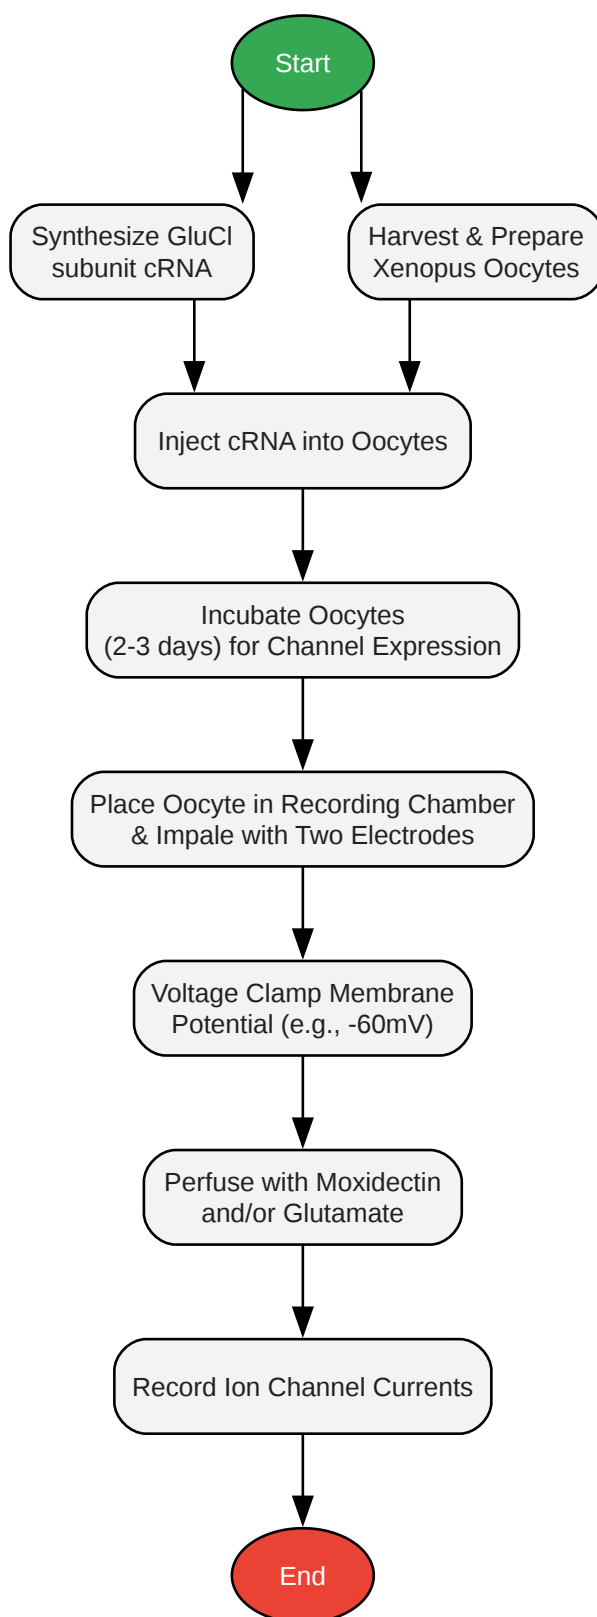 Start
Synthesize GluCl
subunit cRNA
Harvest & Prepare
Xenopus Oocytes
Inject cRNA into Oocytes
Incubate Oocytes
(2-3 days) for Channel Expression
Place Oocyte in Recording Chamber
& Impale with Two Electrodes
Voltage Clamp Membrane
Potential (e.g., -60mV)
Perfuse with Moxidectin
and/or Glutamate
Record Ion Channel Currents
End